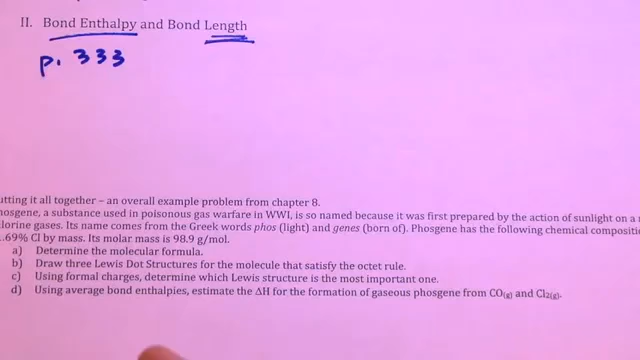 II. Bond Enthalpy and Bond Length
p. 333
utting it all together – an overall example problem from chapter 8.
hosgene, a substance used in poisonous gas warfare in WWI, is so named because it was first prepared by the action of sunlight on a
lorine gases. Its name comes from the Greek words phos (light) and genes (born of). Phosgene has the following chemical compositi
.69% Cl by mass. Its molar mass is 98.9 g/mol.
a) Determine the molecular formula.
b) Draw three Lewis Dot Structures for the molecule that satisfy the octet rule.
c) Using formal charges, determine which Lewis structure is the most important one.
d) Using average bond enthalpies, estimate the ΔH for the formation of gaseous phosgene from CO(g) and Cl2(g).